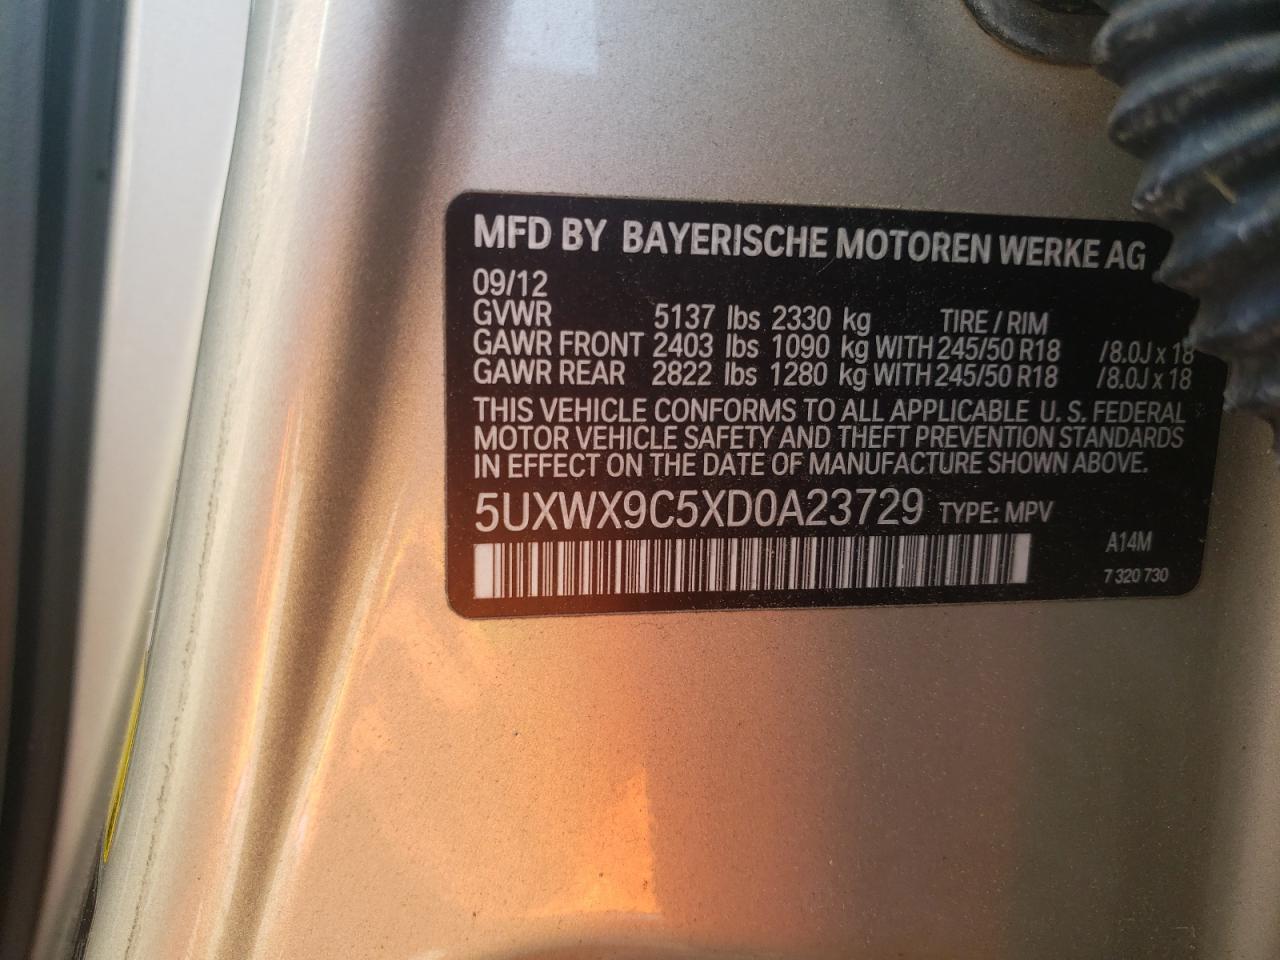 MFD BY BAYERISCHE MOTOREN WERKE AG
09/12
GVWR 5137 lbs 2330 kg TIRE / RIM
GAWR FRONT 2403 lbs 1090 kg WITH 245/50 R18 /8.0J x 18
GAWR REAR 2822 lbs 1280 kg WITH 245/50 R18 /8.0J x 18
THIS VEHICLE CONFORMS TO ALL APPLICABLE U. S. FEDERAL
MOTOR VEHICLE SAFETY AND THEFT PREVENTION STANDARDS
IN EFFECT ON THE DATE OF MANUFACTURE SHOWN ABOVE.
5UXWX9C5XD0A23729 TYPE: MPV
A14M
7 320 730